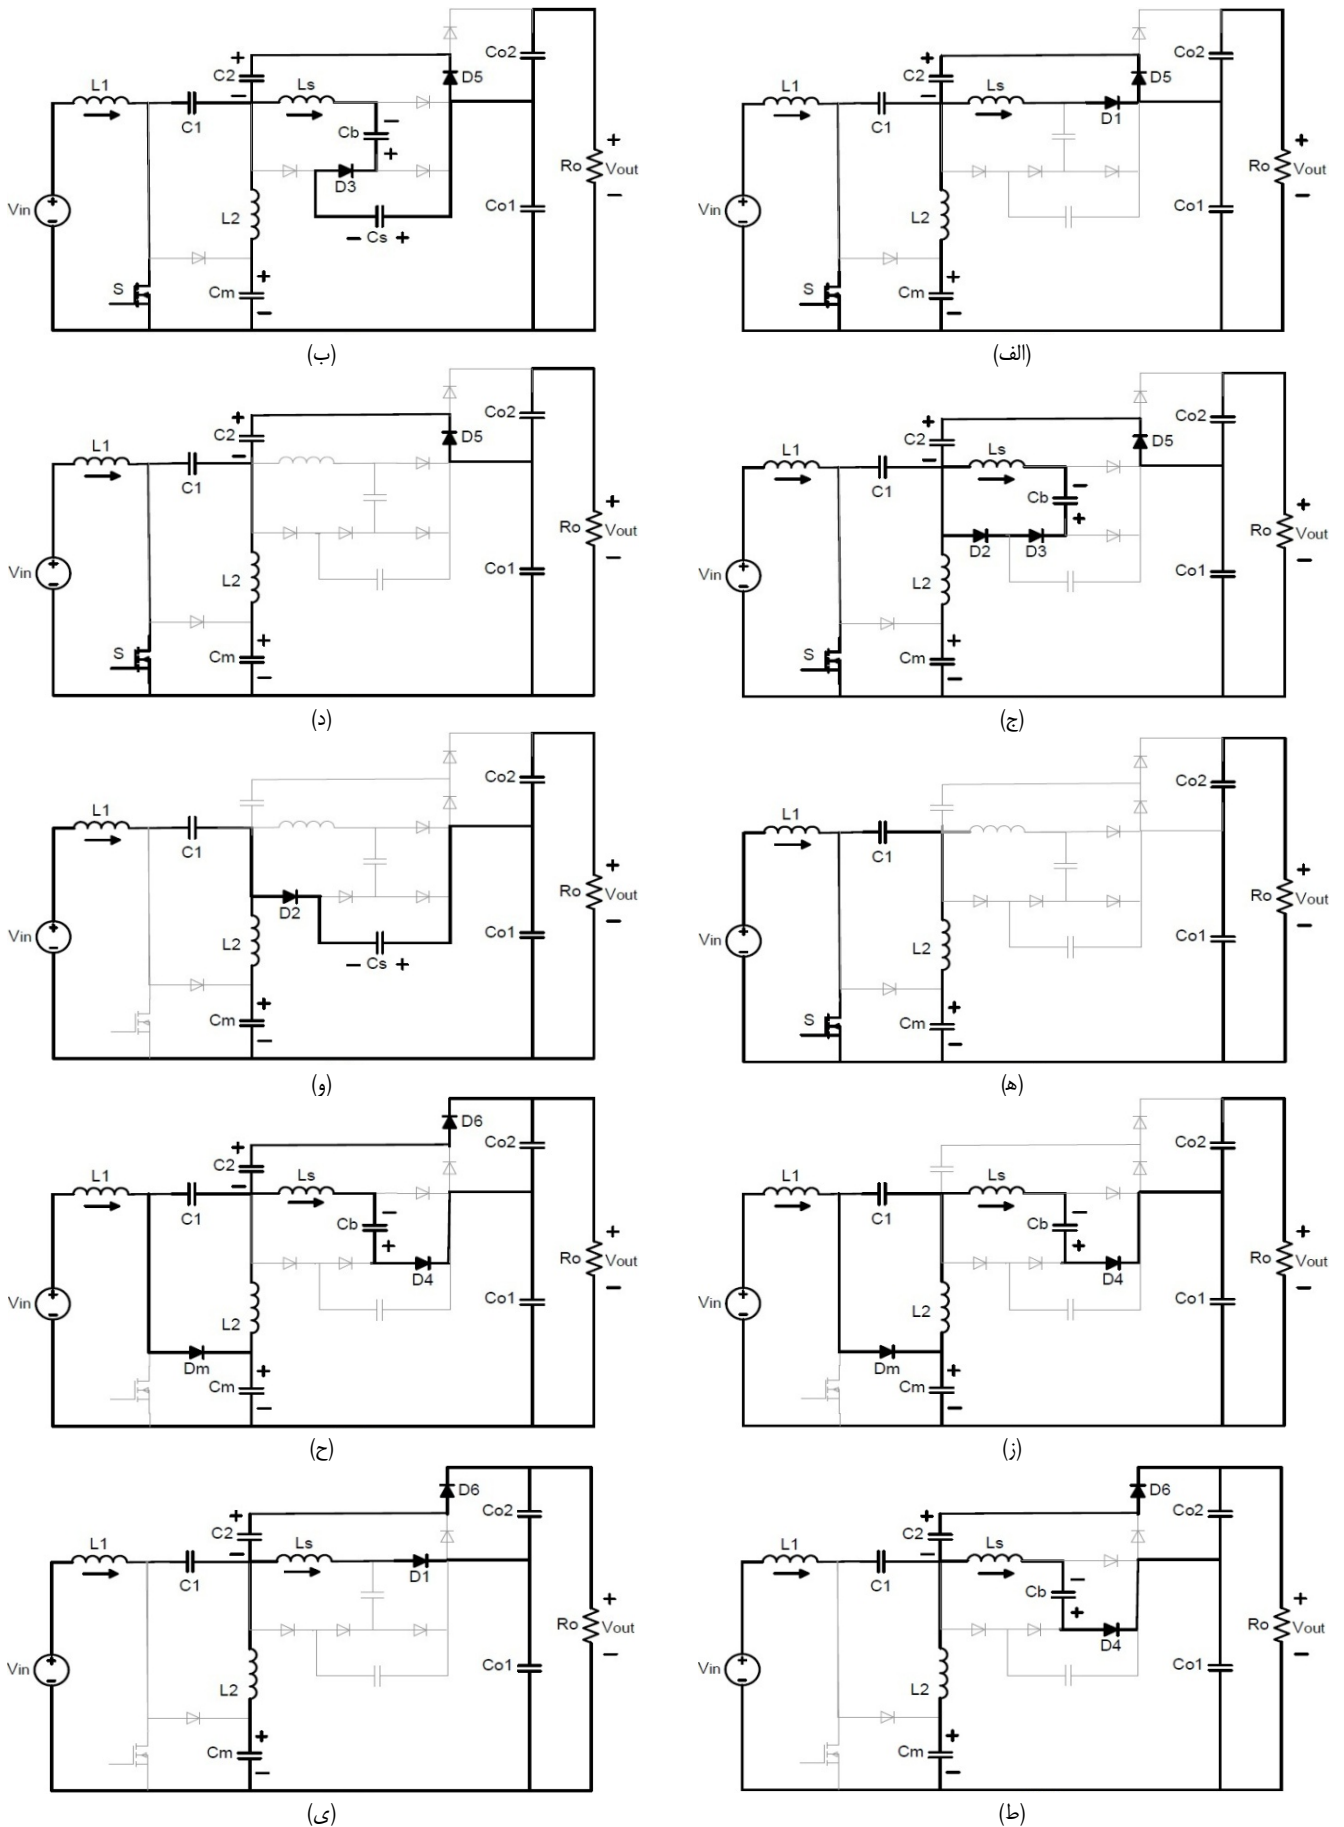 Co2
C2
D5
L1
Ls
C1
D1
Ro
Vout
Vin
L2
Co1
S
Cm
(الف)
Co2
C2
D5
L1
Ls
C1
Cb
D3
Ro
Vout
Vin
L2
Co1
Cs
S
Cm
(ب)
Co2
C2
D5
L1
Ls
C1
Cb
D2
D3
Ro
Vout
Vin
L2
Co1
S
Cm
(ج)
Co2
C2
D5
L1
C1
Ro
Vout
Vin
L2
Co1
S
Cm
(د)
Co2
L1
C1
Ro
Vout
Vin
L2
Co1
S
Cm
(ه)
Co2
L1
C1
D2
Ro
Vout
Vin
L2
Co1
Cs
Cm
(و)
Co2
L1
Ls
C1
Cb
D4
Ro
Vout
Vin
L2
Co1
Dm
Cm
(ز)
D6
Co2
C2
L1
Ls
C1
Cb
D4
Ro
Vout
Vin
L2
Co1
Dm
Cm
(ح)
D6
Co2
C2
L1
Ls
C1
Cb
D4
Ro
Vout
Vin
L2
Co1
Cm
(ط)
D6
Co2
C2
L1
Ls
C1
D1
Ro
Vout
Vin
L2
Co1
Cm
(ی)